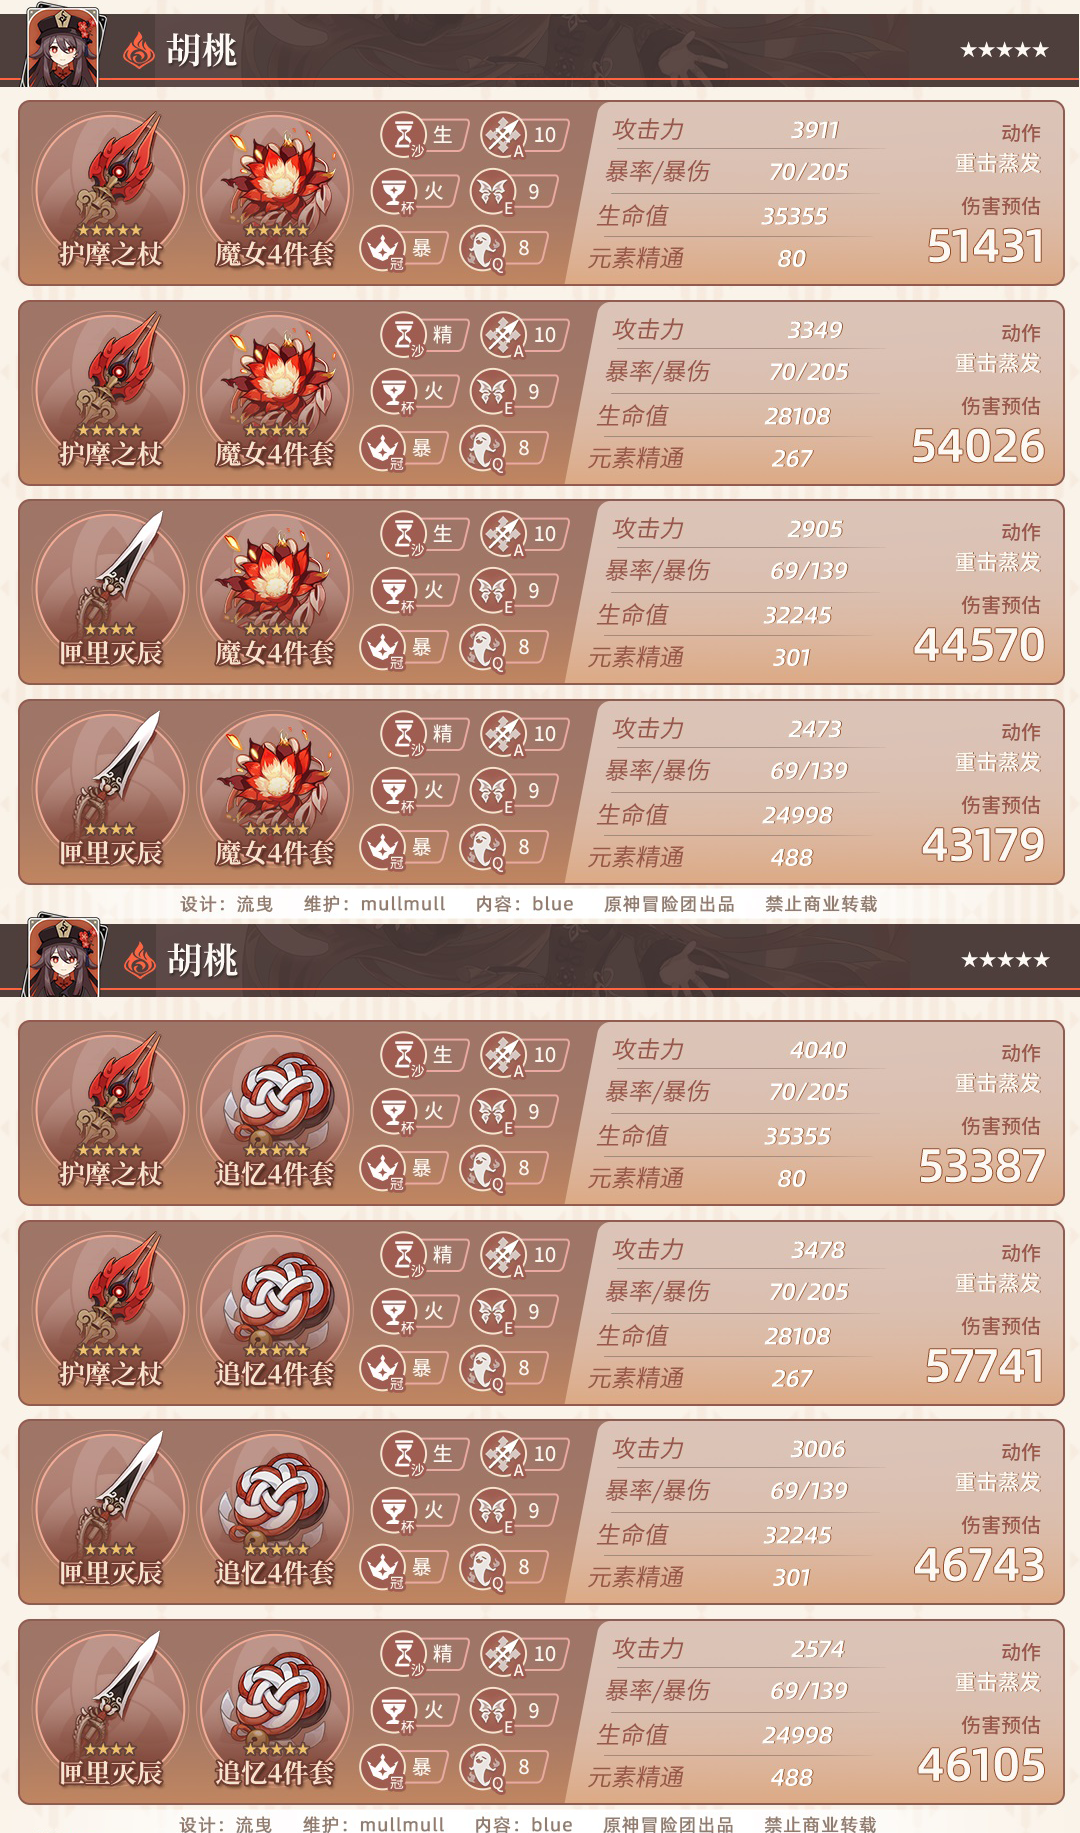 胡桃
★★★★★
沙 生 A 10
杯 火 E 9
冠 暴 Q 8
★★★★★ ★★★★★
护摩之杖 魔女4件套
攻击力 3911
暴率/暴伤 70/205
生命值 35355
元素精通 80
动作
重击蒸发
伤害预估
51431
沙 精 A 10
杯 火 E 9
冠 暴 Q 8
★★★★★ ★★★★★
护摩之杖 魔女4件套
攻击力 3349
暴率/暴伤 70/205
生命值 28108
元素精通 267
动作
重击蒸发
伤害预估
54026
沙 生 A 10
杯 火 E 9
冠 暴 Q 8
★★★★ ★★★★★
匣里灭辰 魔女4件套
攻击力 2905
暴率/暴伤 69/139
生命值 32245
元素精通 301
动作
重击蒸发
伤害预估
44570
沙 精 A 10
杯 火 E 9
冠 暴 Q 8
★★★★ ★★★★★
匣里灭辰 魔女4件套
攻击力 2473
暴率/暴伤 69/139
生命值 24998
元素精通 488
动作
重击蒸发
伤害预估
43179
设计：流曳 维护：mullmull 内容：blue 原神冒险团出品 禁止商业转载
胡桃
★★★★★
沙 生 A 10
杯 火 E 9
冠 暴 Q 8
★★★★★ ★★★★★
护摩之杖 追忆4件套
攻击力 4040
暴率/暴伤 70/205
生命值 35355
元素精通 80
动作
重击蒸发
伤害预估
53387
沙 精 A 10
杯 火 E 9
冠 暴 Q 8
★★★★★ ★★★★★
护摩之杖 追忆4件套
攻击力 3478
暴率/暴伤 70/205
生命值 28108
元素精通 267
动作
重击蒸发
伤害预估
57741
沙 生 A 10
杯 火 E 9
冠 暴 Q 8
★★★★ ★★★★★
匣里灭辰 追忆4件套
攻击力 3006
暴率/暴伤 69/139
生命值 32245
元素精通 301
动作
重击蒸发
伤害预估
46743
沙 精 A 10
杯 火 E 9
冠 暴 Q 8
★★★★ ★★★★★
匣里灭辰 追忆4件套
攻击力 2574
暴率/暴伤 69/139
生命值 24998
元素精通 488
动作
重击蒸发
伤害预估
46105
设计：流曳 维护：mullmull 内容：blue 原神冒险团出品 禁止商业转载